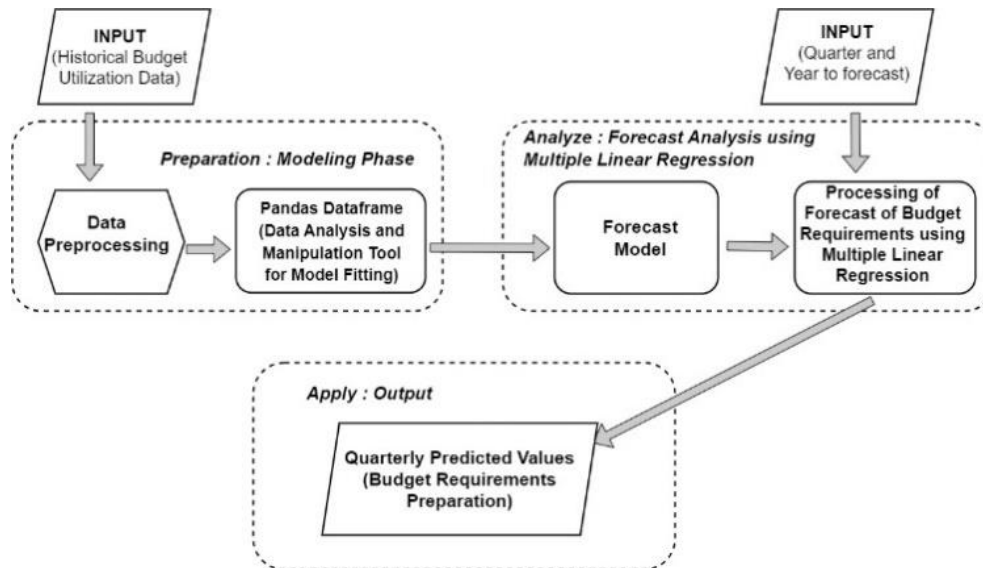 INPUT
(Historical Budget
Utilization Data)
INPUT
(Quarter and
Year to forecast)
Preparation : Modeling Phase
Analyze : Forecast Analysis using
Multiple Linear Regression
Data
Preprocessing
Pandas Dataframe
(Data Analysis and
Manipulation Tool
for Model Fitting)
Forecast
Model
Processing of
Forecast of Budget
Requirements using
Multiple Linear
Regression
Apply : Output
Quarterly Predicted Values
(Budget Requirements
Preparation)